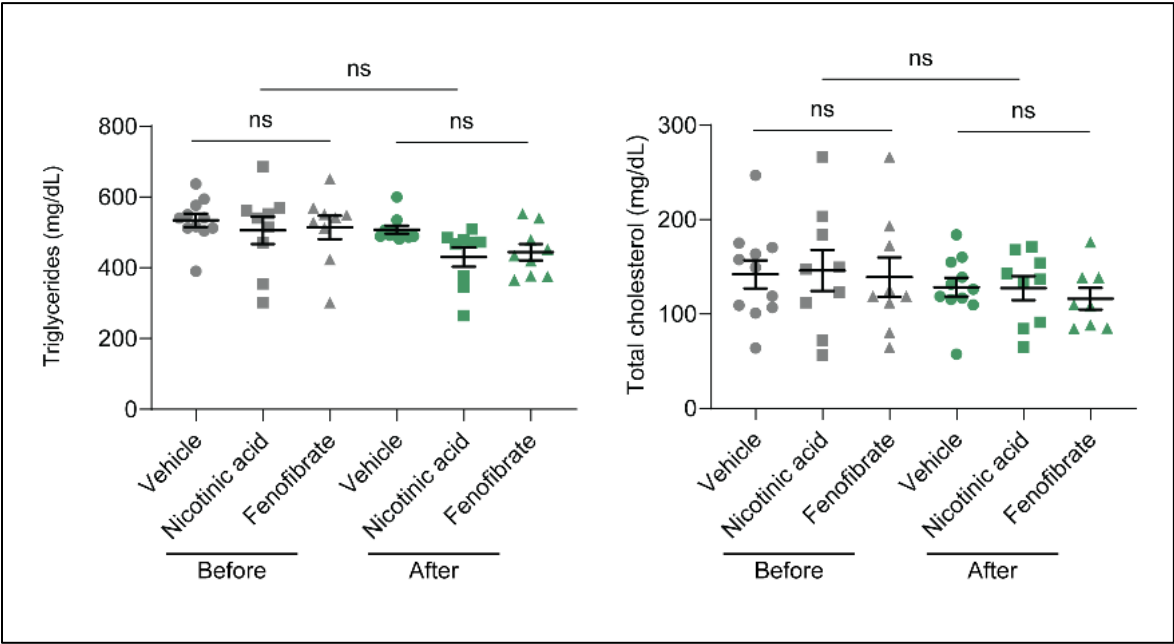 ns
ns
ns
Triglycerides (mg/dL)
800
600
400
200
0
Vehicle
Nicotinic acid
Fenofibrate
Vehicle
Nicotinic acid
Fenofibrate
Before
After
ns
ns
ns
Total cholesterol (mg/dL)
300
200
100
0
Vehicle
Nicotinic acid
Fenofibrate
Vehicle
Nicotinic acid
Fenofibrate
Before
After